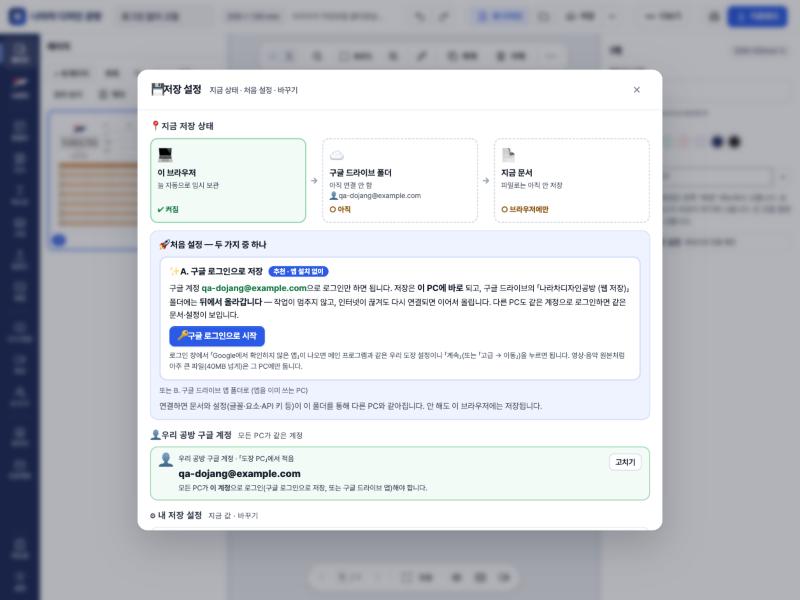 저장 설정 지금 상태 · 처음 설정 · 바꾸기
지금 저장 상태
이 브라우저
늘 자동으로 임시 보관
✔ 켜짐
→
구글 드라이브 폴더
아직 연결 안 함
qa-dojang@example.com
아직
→
지금 문서
파일로는 아직 안 저장
브라우저에만
처음 설정 — 두 가지 중 하나
A. 구글 로그인으로 저장 추천 · 앱 설치 없이
구글 계정 qa-dojang@example.com으로 로그인만 하면 됩니다. 저장은 이 PC에 바로 되고, 구글 드라이브의 「나라차디자인공방 (웹 저장)」
폴더에는 뒤에서 올라갑니다 — 작업이 멈추지 않고, 인터넷이 끊겨도 다시 연결되면 이어서 올립니다. 다른 PC도 같은 계정으로 로그인하면 같은
문서·설정이 보입니다.
구글 로그인으로 시작
로그인 창에서 「Google에서 확인하지 않은 앱」이 나오면 메인 프로그램과 같은 우리 도장 설정이니 「계속」(또는 「고급 → 이동」)을 누르면 됩니다. 영상·음악 원본처럼
아주 큰 파일(40MB 넘게)은 그 PC에만 둡니다.
또는 B. 구글 드라이브 앱 폴더로 (앱을 이미 쓰는 PC)
연결하면 문서와 설정(글꼴·요소·API 키 등)이 이 폴더를 통해 다른 PC와 같아집니다. 안 해도 이 브라우저에는 저장됩니다.
우리 공방 구글 계정 모든 PC가 같은 계정
우리 공방 구글 계정 · 「도장 PC」에서 적음
qa-dojang@example.com
모든 PC가 이 계정으로 로그인(구글 로그인으로 저장, 또는 구글 드라이브 앱)해야 합니다.
고치기
내 저장 설정 지금 값 · 바꾸기